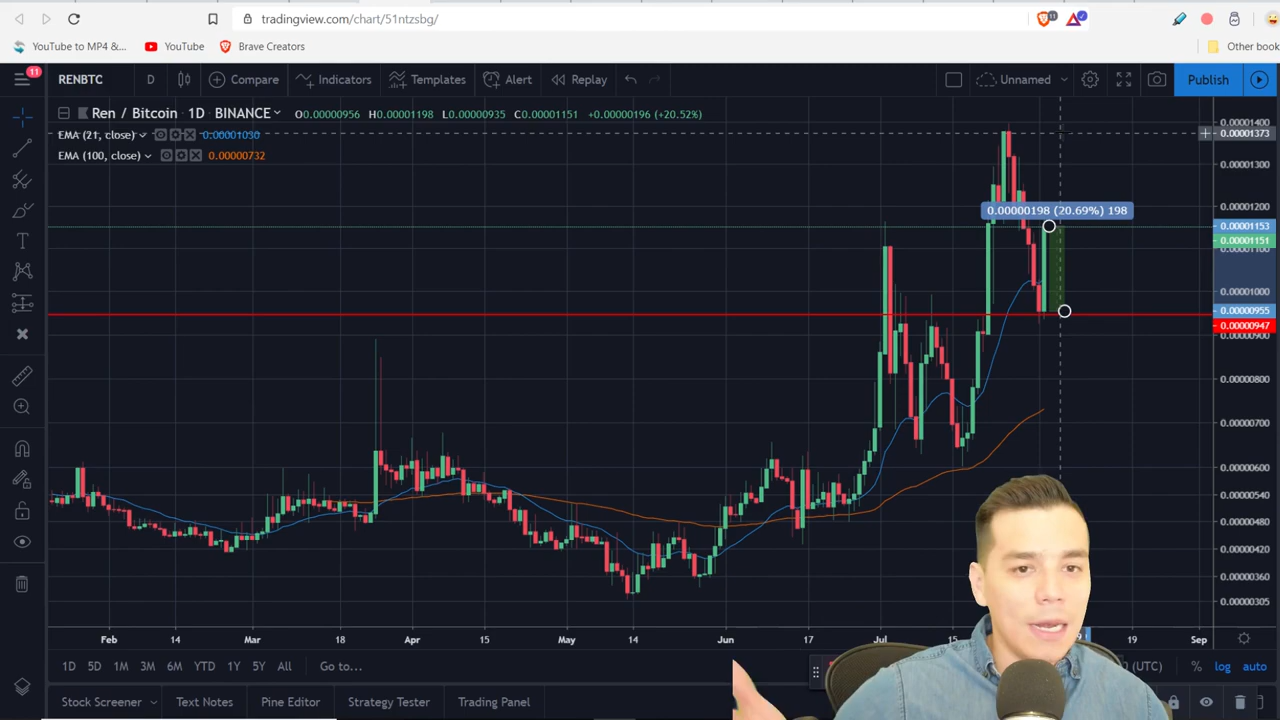 tradingview.com/chart/51ntzsbg/
11
YouTube to MP4 &... YouTube Brave Creators Other book
11
RENBTC D Compare Indicators Templates Alert Replay Unnamed Publish
Ren / Bitcoin 1D BINANCE O0.00000956 H0.00001198 L0.00000935 C0.00001151 +0.00000196 (+20.52%)
EMA (21, close) 0.00001030
EMA (100, close) 0.00000732
0.00001400
0.00001373
0.00001300
0.00001200
0.00000198 (20.69%) 198
0.00001153
0.00001151
0.00001100
0.00001000
0.00000955
0.00000947
0.00000900
0.00000800
0.00000700
0.00000600
0.00000540
0.00000480
0.00000420
0.00000360
0.00000305
Feb 14 Mar 18 Apr 15 May 14 Jun 17 Jul 15 19 Sep
1D 5D 1M 3M 6M YTD 1Y 5Y All Go to... (UTC) % log auto
Stock Screener Text Notes Pine Editor Strategy Tester Trading Panel